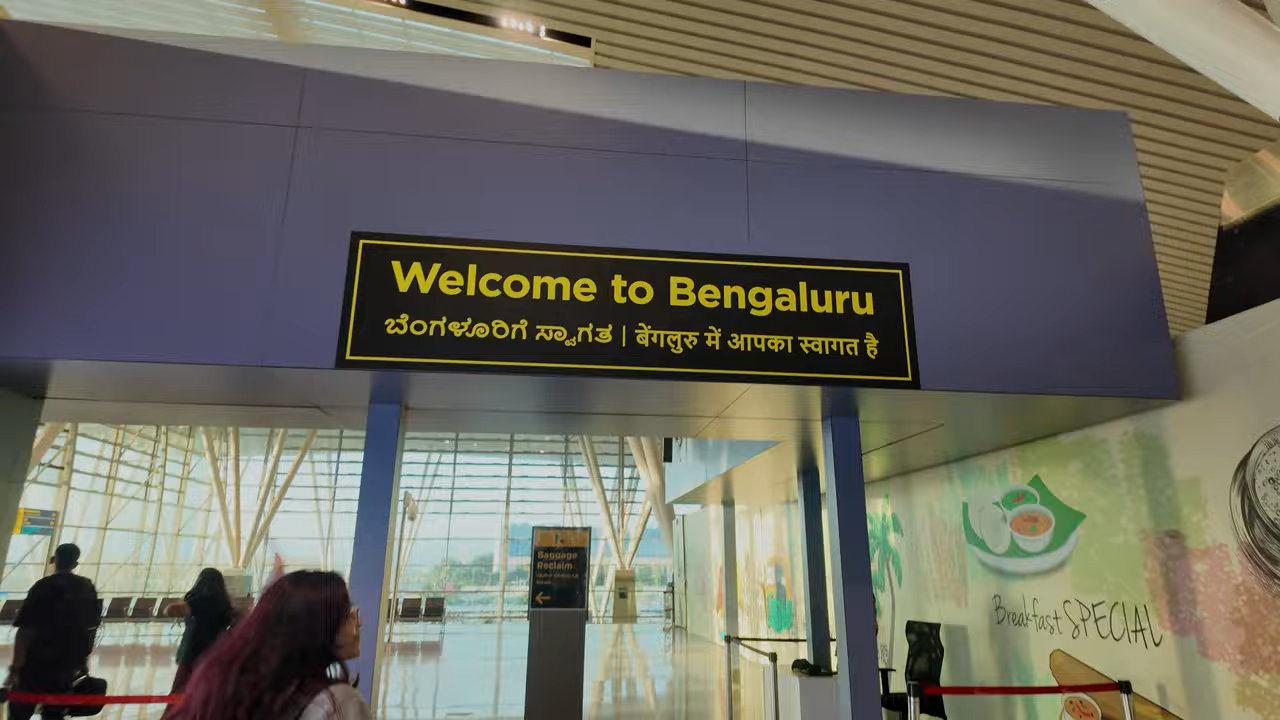 Welcome to Bengaluru
ಬೆಂಗಳೂರಿಗೆ ಸ್ವಾಗತ | बेंगलुरु में आपका स्वागत है
Baggage
Reclaim
Breakfast SPECIAL